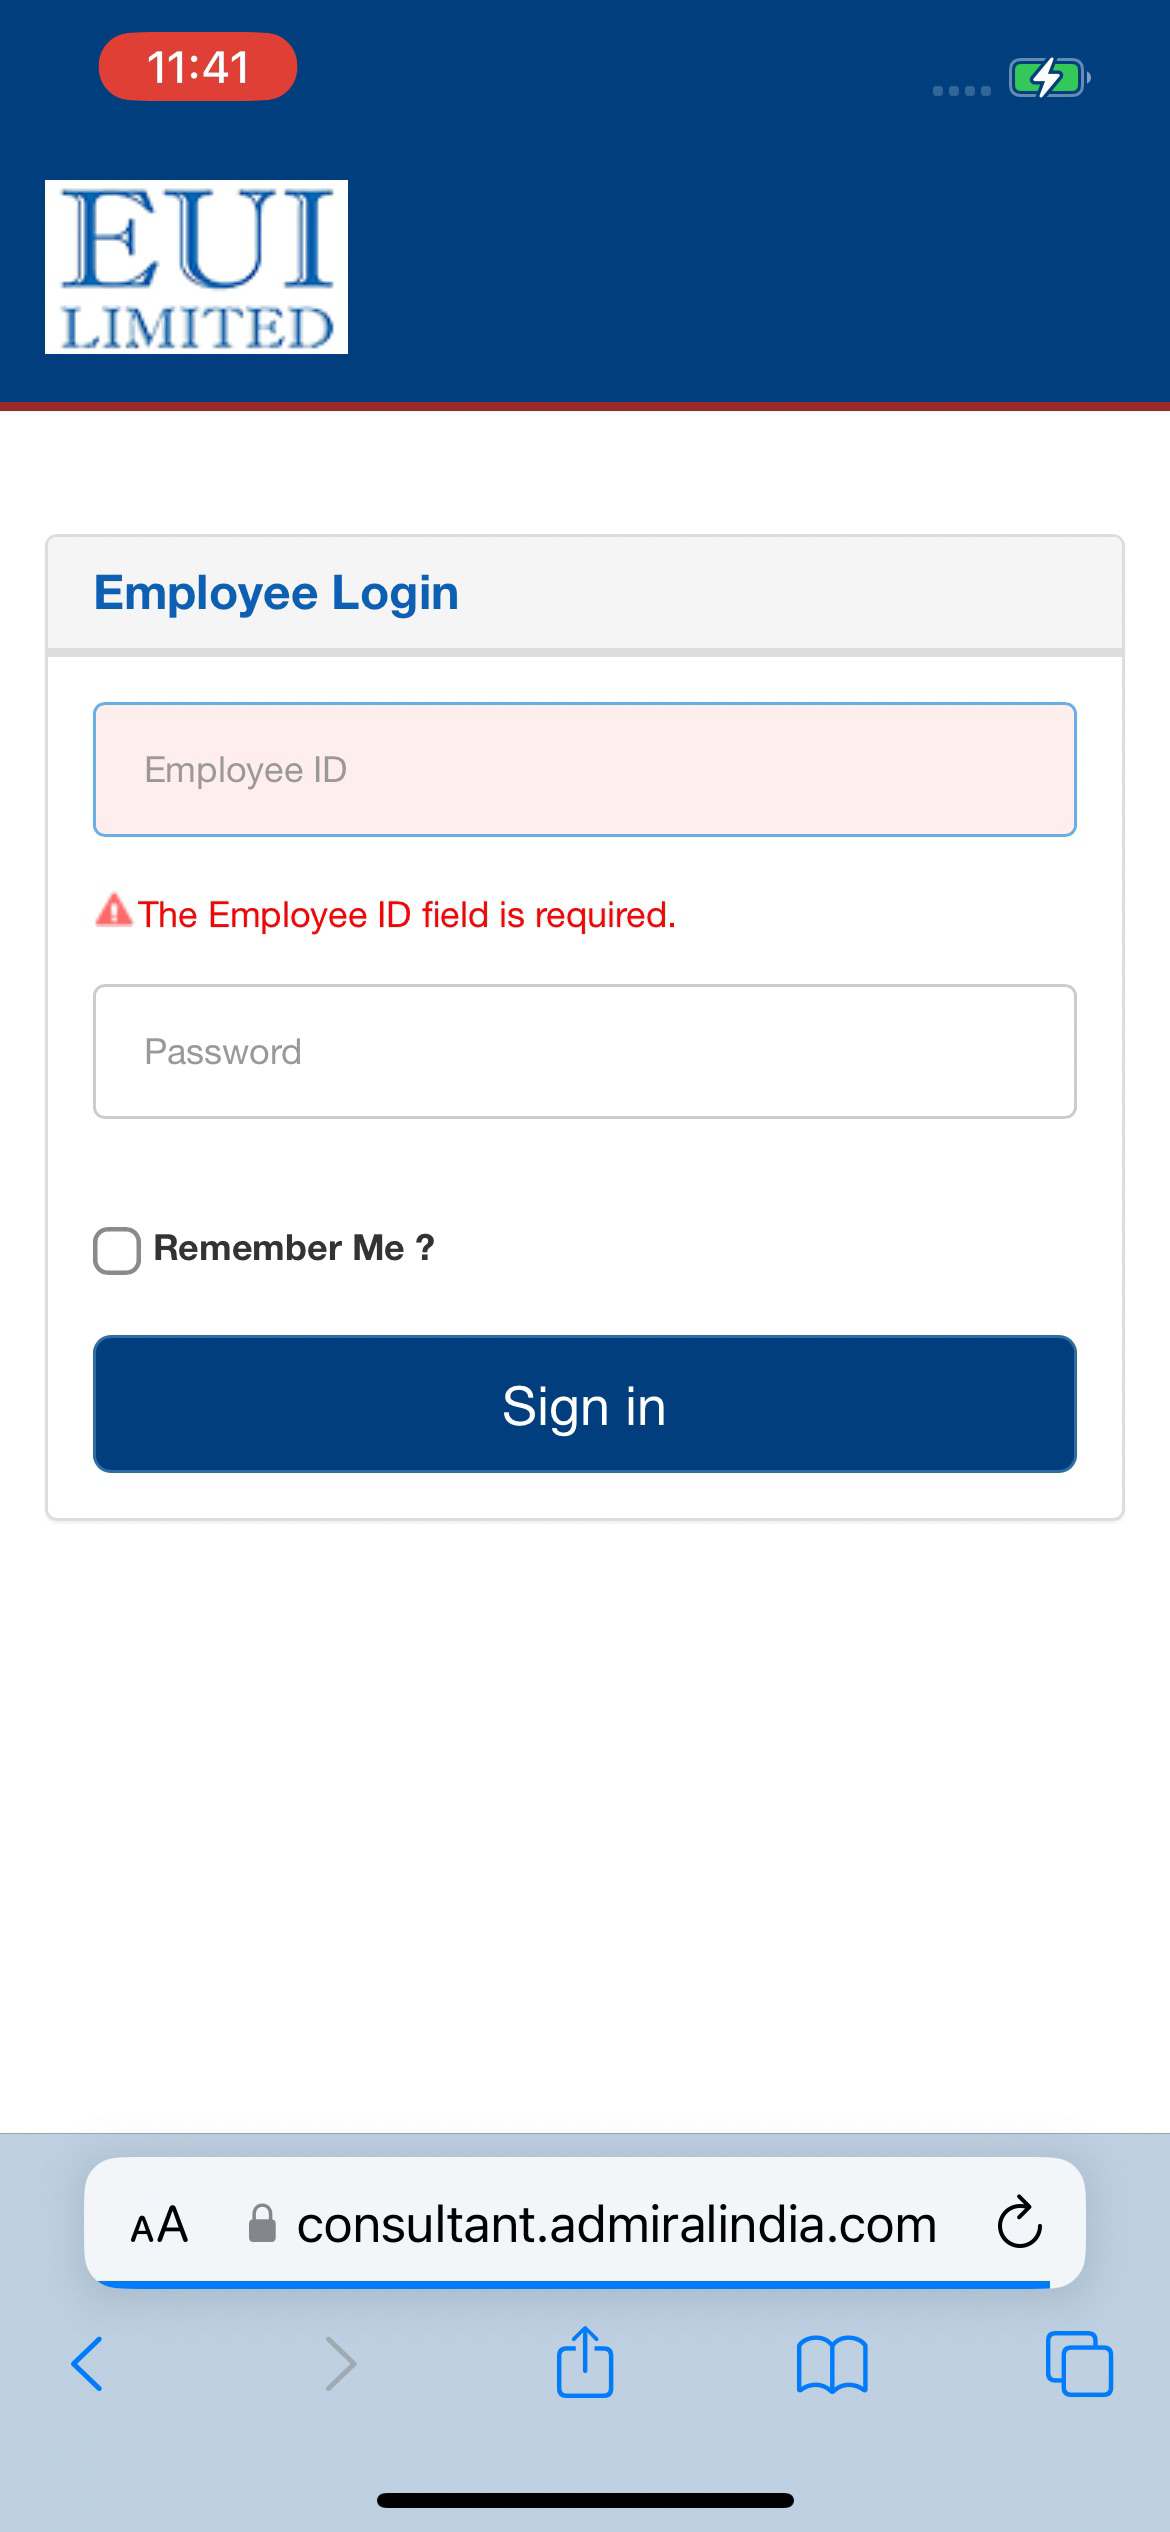 11:41
EUI
LIMITED
Employee Login
Employee ID
The Employee ID field is required.
Password
Remember Me ?
Sign in
AA consultant.admiralindia.com